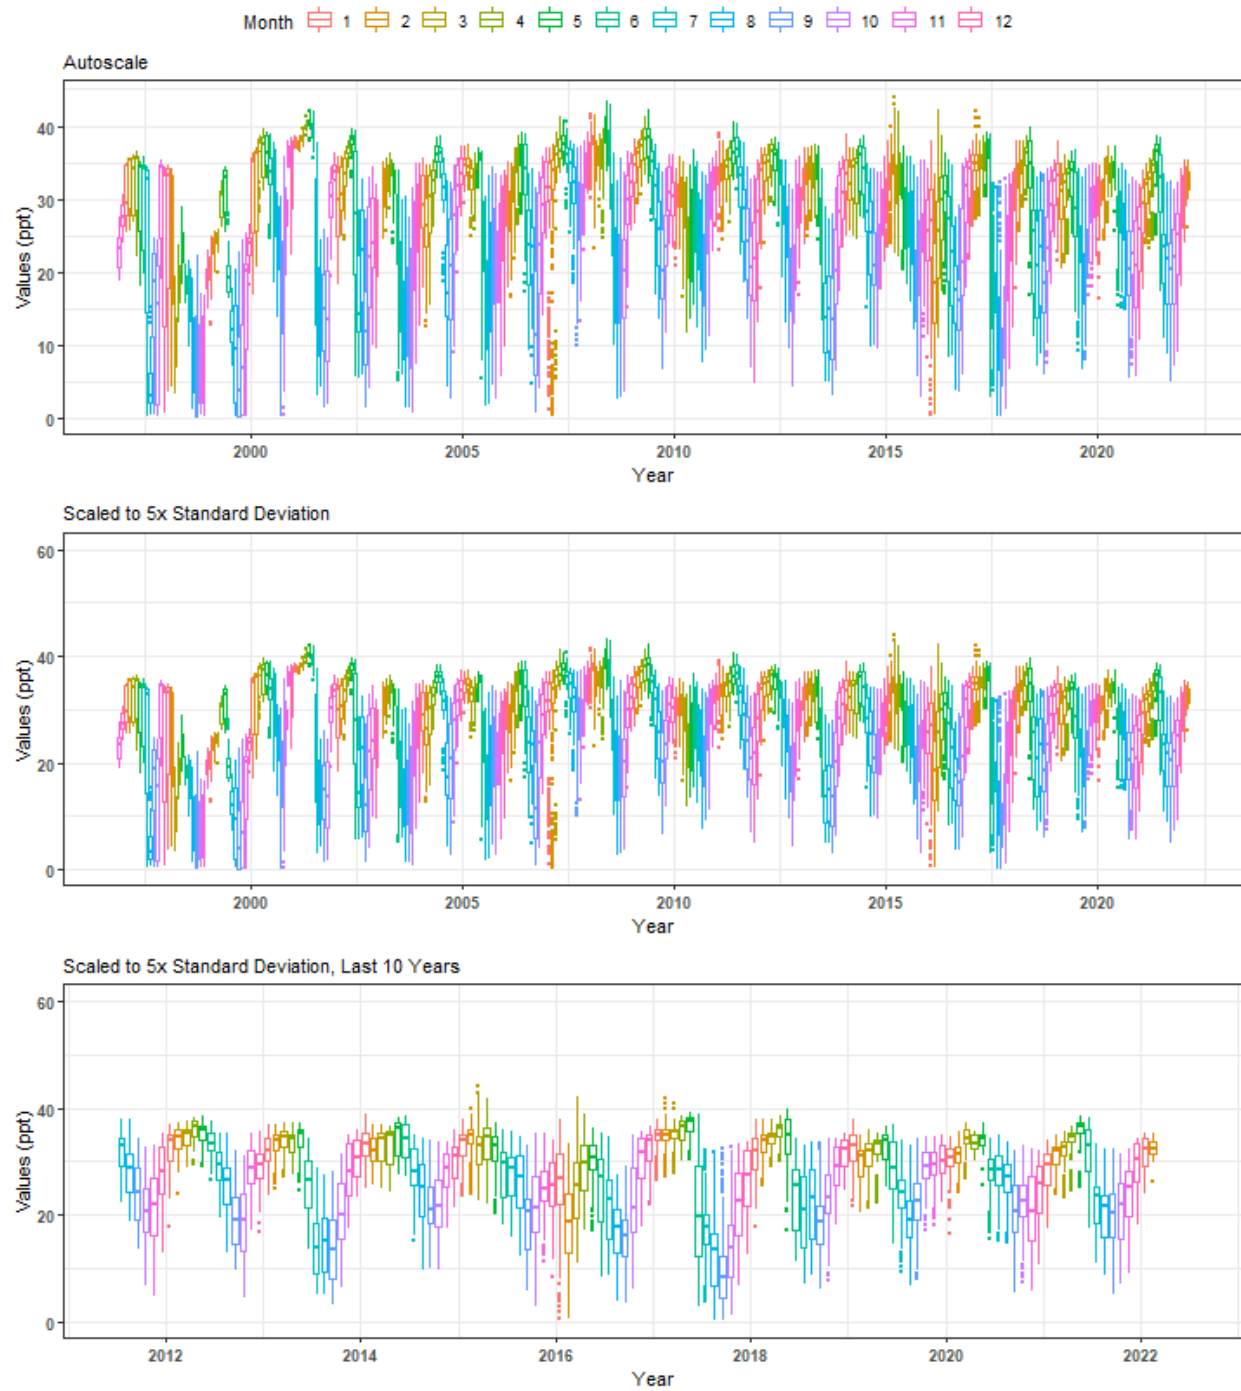 Month 1 2 3 4 5 6 7 8 9 10 11 12
Autoscale
Values (ppt)
40
30
20
10
0
2000 2005 2010 2015 2020
Year
Scaled to 5x Standard Deviation
Values (ppt)
60
40
20
0
2000 2005 2010 2015 2020
Year
Scaled to 5x Standard Deviation, Last 10 Years
Values (ppt)
60
40
20
0
2012 2014 2016 2018 2020 2022
Year